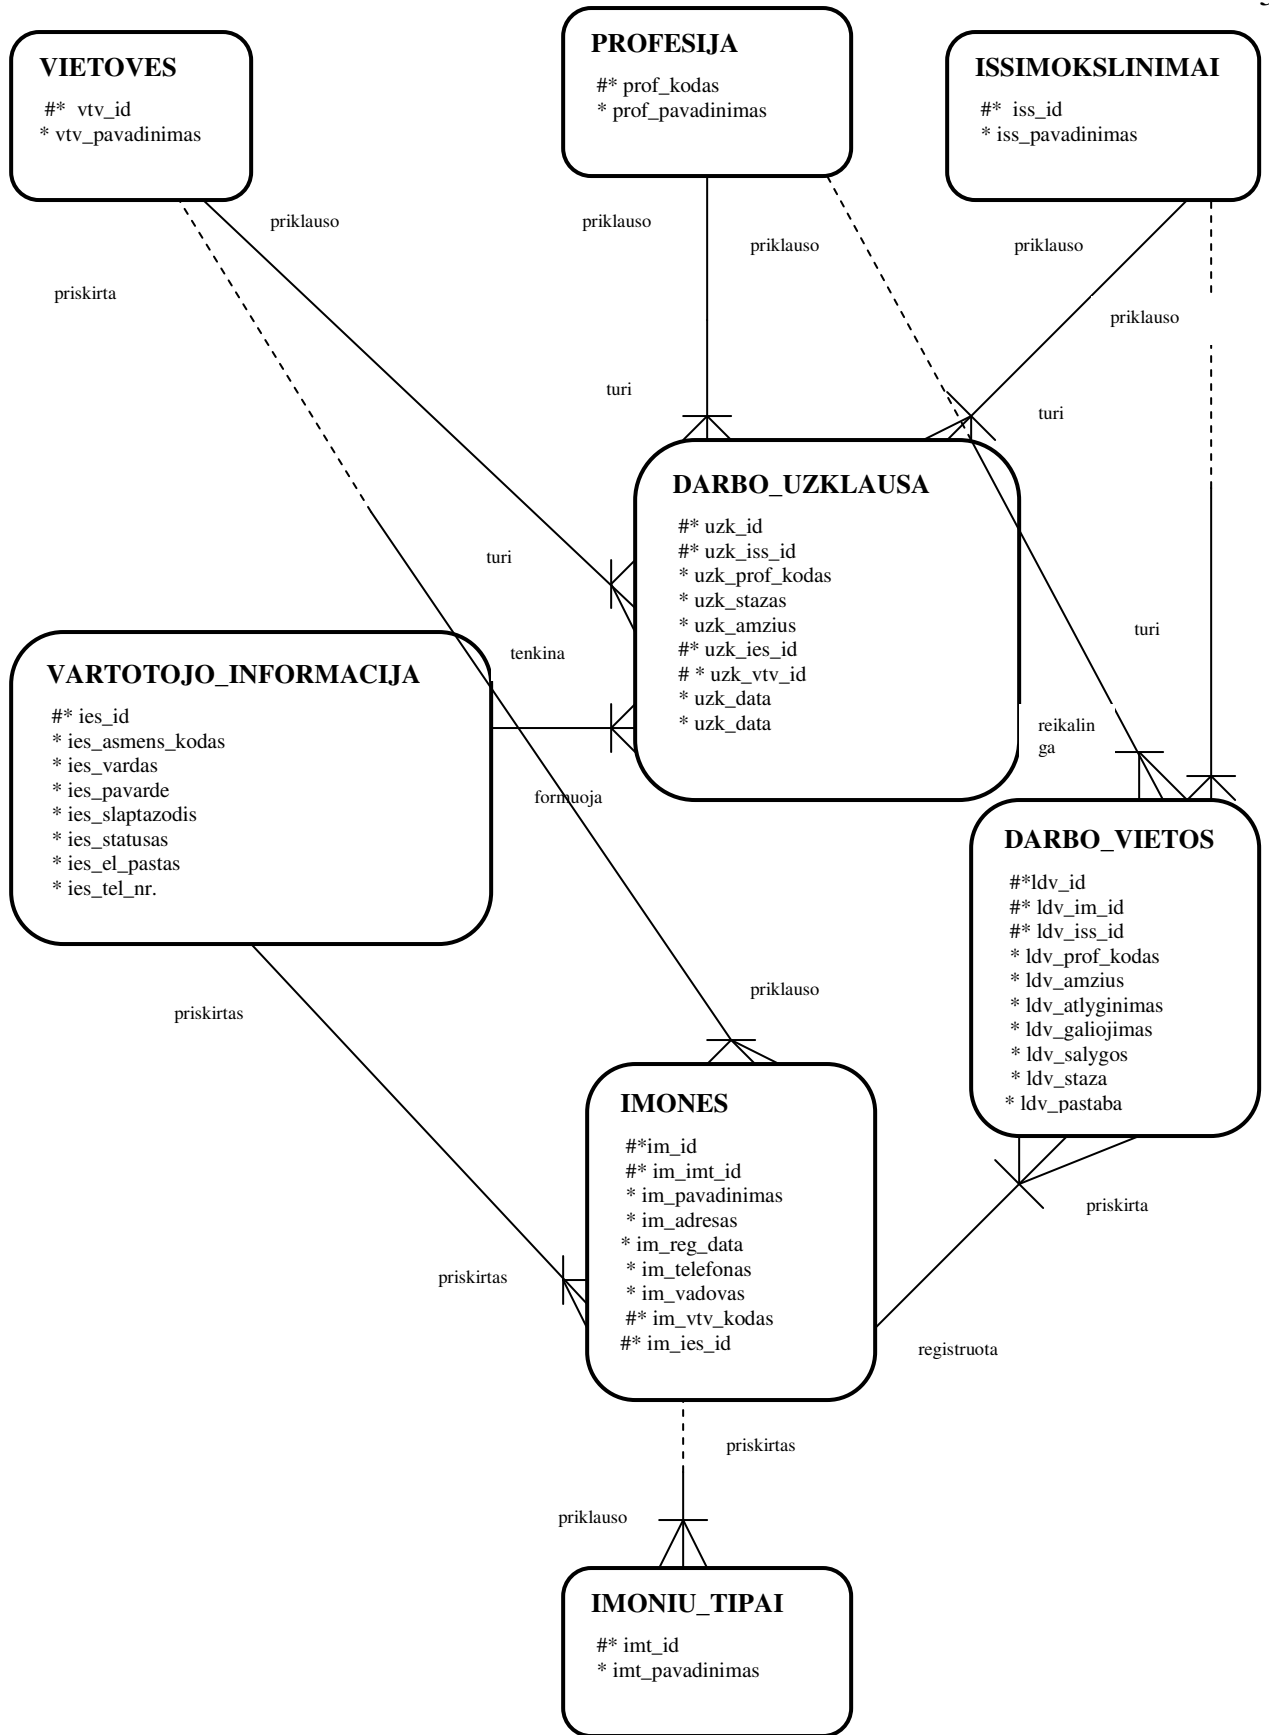 VIETOVES
#* vtv_id
* vtv_pavadinimas
PROFESIJA
#* prof_kodas
* prof_pavadinimas
ISSIMOKSLINIMAI
#* iss_id
* iss_pavadinimas
priklauso
priklauso
priklauso
priklauso
priskirta
priklauso
turi
turi
DARBO_UZKLAUSA
#* uzk_id
#* uzk_iss_id
* uzk_prof_kodas
* uzk_stazas
* uzk_amzius
#* uzk_ies_id
# * uzk_vtv_id
* uzk_data
* uzk_data
turi
turi
tenkina
VARTOTOJO_INFORMACIJA
#* ies_id
* ies_asmens_kodas
* ies_vardas
* ies_pavarde
* ies_slaptazodis
* ies_statusas
* ies_el_pastas
* ies_tel_nr.
reikalin
ga
formuoja
DARBO_VIETOS
#*ldv_id
#* ldv_im_id
#* ldv_iss_id
* ldv_prof_kodas
* ldv_amzius
* ldv_atlyginimas
* ldv_galiojimas
* ldv_salygos
* ldv_staza
* ldv_pastaba
priskirtas
priklauso
IMONES
#*im_id
#* im_imt_id
* im_pavadinimas
* im_adresas
* im_reg_data
* im_telefonas
* im_vadovas
#* im_vtv_kodas
#* im_ies_id
priskirta
priskirtas
registruota
priskirtas
priklauso
IMONIU_TIPAI
#* imt_id
* imt_pavadinimas